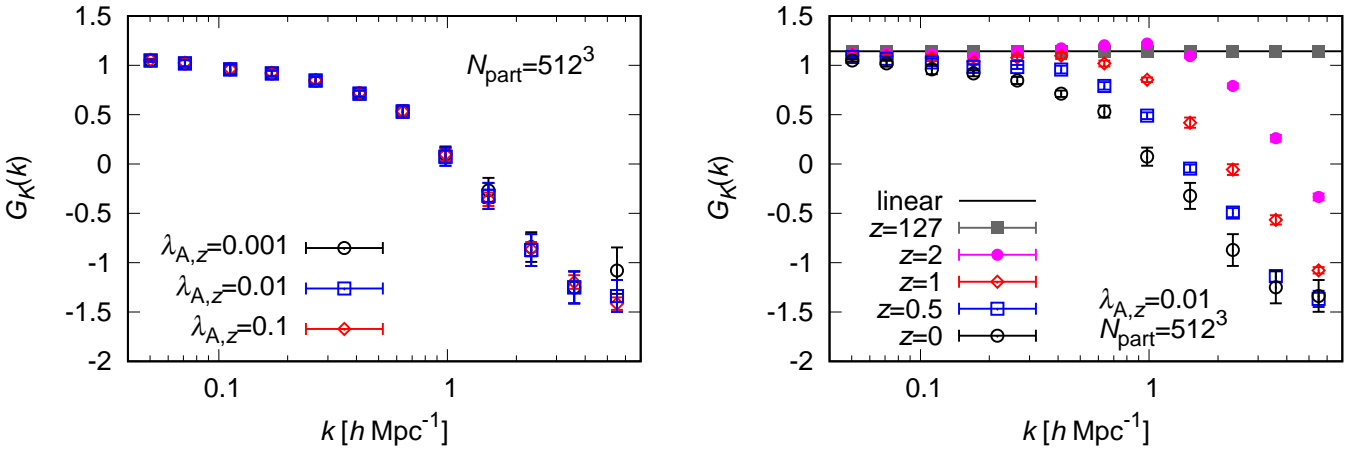 1.5
1
0.5
0
-0.5
-1
-1.5
-2
G_K(k)
N_part=512^3
λ_A,z=0.001
λ_A,z=0.01
λ_A,z=0.1
0.1 1
k [h Mpc^-1]
1.5
1
0.5
0
-0.5
-1
-1.5
-2
G_K(k)
linear
z=127
z=2
z=1
z=0.5
z=0
λ_A,z=0.01
N_part=512^3
0.1 1
k [h Mpc^-1]